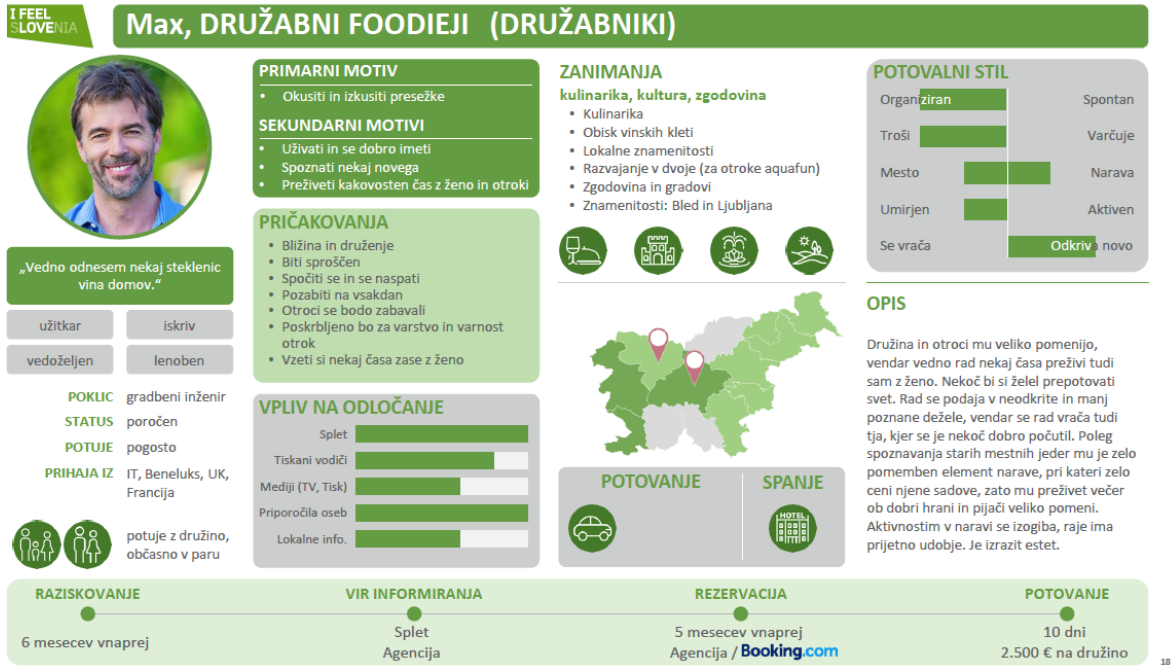 I FEEL
SLOVENIA
Max, DRUŽABNI FOODIEJI (DRUŽABNIKI)
„Vedno odnesem nekaj steklenic
vina domov.“
užitkar
iskriv
vedoželjen
lenoben
POKLIC gradbeni inženir
STATUS poročen
POTUJE pogosto
PRIHAJA IZ IT, Beneluks, UK,
Francija
potuje z družino,
občasno v paru
PRIMARNI MOTIV
• Okusiti in izkusiti presežke
SEKUNDARNI MOTIVI
• Uživati in se dobro imeti
• Spoznati nekaj novega
• Preživeti kakovosten čas z ženo in otroki
PRIČAKOVANJA
• Bližina in druženje
• Biti sproščen
• Spočiti se in se naspati
• Pozabiti na vsakdan
• Otroci se bodo zabavali
• Poskrbljeno bo za varstvo in varnost
otrok
• Vzeti si nekaj časa zase z ženo
VPLIV NA ODLOČANJE
Splet
Tiskani vodiči
Mediji (TV, Tisk)
Priporočila oseb
Lokalne info.
ZANIMANJA
kulinarika, kultura, zgodovina
• Kulinarika
• Obisk vinskih kleti
• Lokalne znamenitosti
• Razvajanje v dvoje (za otroke aquafun)
• Zgodovina in gradovi
• Znamenitosti: Bled in Ljubljana
POTOVANJE
SPANJE
HOTEL
POTOVALNI STIL
Organiziran Spontan
Troši Varčuje
Mesto Narava
Umirjen Aktiven
Se vrača Odkriva novo
OPIS
Družina in otroci mu veliko pomenijo,
vendar vedno rad nekaj časa preživi tudi
sam z ženo. Nekoč bi si želel prepotovati
svet. Rad se podaja v neodkrite in manj
poznane dežele, vendar se rad vrača tudi
tja, kjer se je nekoč dobro počutil. Poleg
spoznavanja starih mestnih jeder mu je zelo
pomemben element narave, pri kateri zelo
ceni njene sadove, zato mu preživet večer
ob dobri hrani in pijači veliko pomeni.
Aktivnostim v naravi se izogiba, raje ima
prijetno udobje. Je izrazit estet.
RAZISKOVANJE
6 mesecev vnaprej
VIR INFORMIRANJA
Splet
Agencija
REZERVACIJA
5 mesecev vnaprej
Agencija / Booking.com
POTOVANJE
10 dni
2.500 € na družino
18